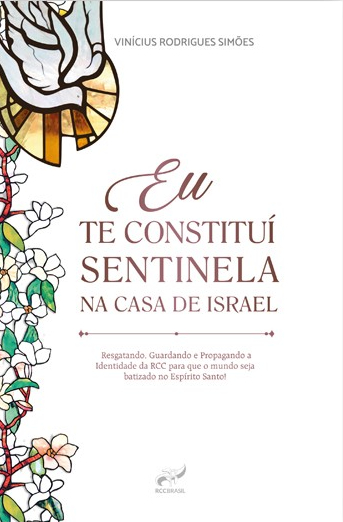 VINÍCIUS RODRIGUES SIMÕES
Eu
TE CONSTITUÍ
SENTINELA
NA CASA DE ISRAEL
Resgatando, Guardando e Propagando a
Identidade da RCC para que o mundo seja
batizado no Espírito Santo!
RCCBRASIL